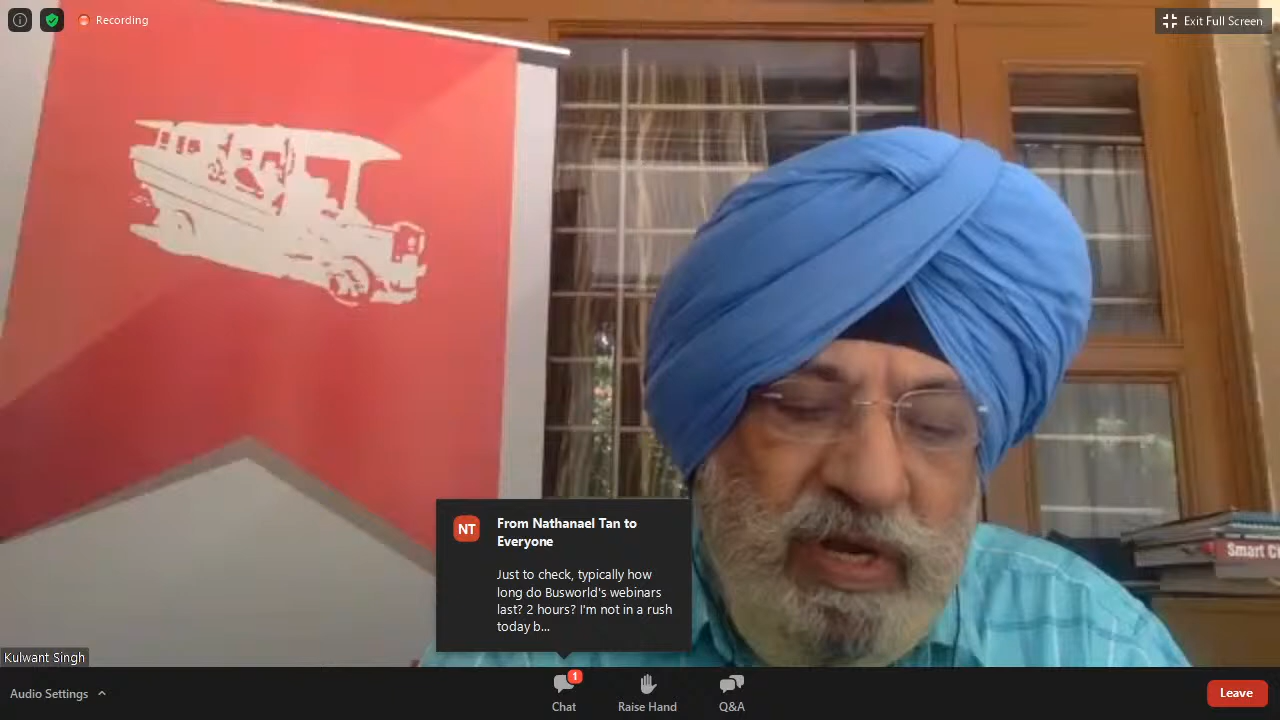 Recording
Exit Full Screen
NT
From Nathanael Tan to
Everyone
Just to check, typically how
long do Busworld's webinars
last? 2 hours? I'm not in a rush
today b...
Smart C
Kulwant Singh
Audio Settings
1
Chat
Raise Hand
Q&A
Leave